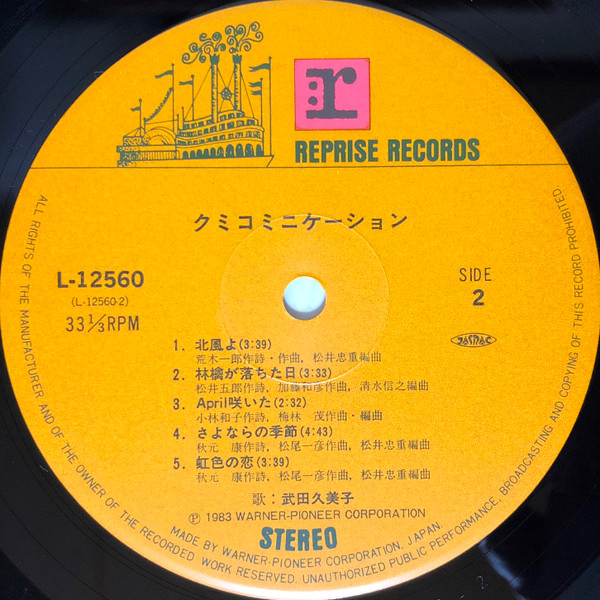 r
REPRISE RECORDS
クミコミニケーション
L-12560
(L-12560-2)
33 1/3 RPM
SIDE
2
JASRAC
1. 北風よ(3:39)
荒木一郎作詩・作曲, 松井忠重編曲
2. 林檎が落ちた日(3:33)
松井五郎作詩, 加藤和彦作曲, 清水信之編曲
3. April咲いた(2:32)
小林和子作詩, 梅林 茂作曲・編曲
4. さよならの季節(4:43)
秋元 康作詩, 松尾一彦作曲, 松井忠重編曲
5. 虹色の恋(3:39)
秋元 康作詩, 松尾一彦作曲, 松井忠重編曲
歌：武田久美子
Ⓟ 1983 WARNER-PIONEER CORPORATION
STEREO
MADE BY WARNER-PIONEER CORPORATION, JAPAN.
ALL RIGHTS OF THE MANUFACTURER AND OF THE OWNER OF THE RECORDED WORK RESERVED. UNAUTHORIZED PUBLIC PERFORMANCE, BROADCASTING AND COPYING OF THIS RECORD PROHIBITED.